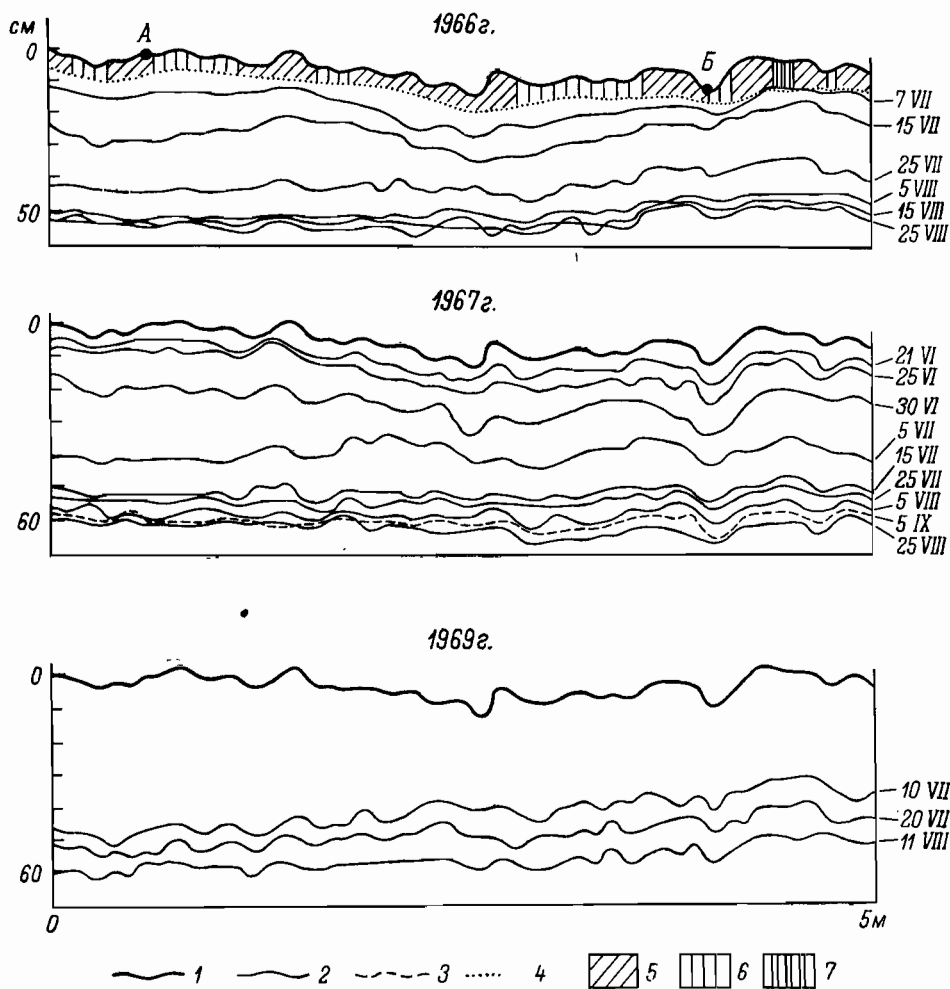 см
1966г.
0
А
Б
7 VII
15 VII
25 VII
5 VIII
50
15 VIII
25 VIII
1967г.
0
21 VI
25 VI
30 VI
5 VII
15 VII
25 VII
5 VIII
60
5 IX
25 VIII
1969г.
0
10 VII
20 VII
11 VIII
60
0 5м
1 2 3 4 5 6 7